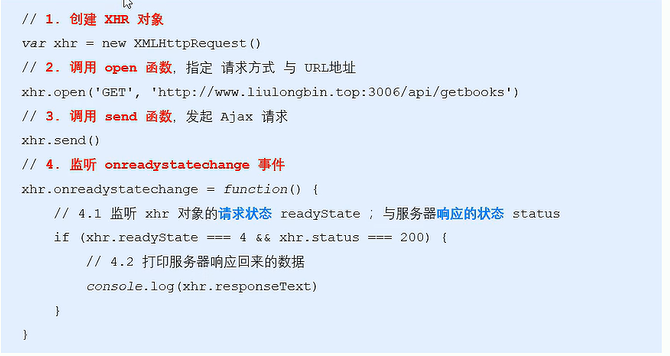 // 1. 创建 XHR 对象
var xhr = new XMLHttpRequest()
// 2. 调用 open 函数，指定 请求方式 与 URL地址
xhr.open('GET', 'http://www.liulongbin.top:3006/api/getbooks')
// 3. 调用 send 函数，发起 Ajax 请求
xhr.send()
// 4. 监听 onreadystatechange 事件
xhr.onreadystatechange = function() {
    // 4.1 监听 xhr 对象的请求状态 readyState ；与服务器响应的状态 status
    if (xhr.readyState === 4 && xhr.status === 200) {
        // 4.2 打印服务器响应回来的数据
        console.log(xhr.responseText)
    }
}